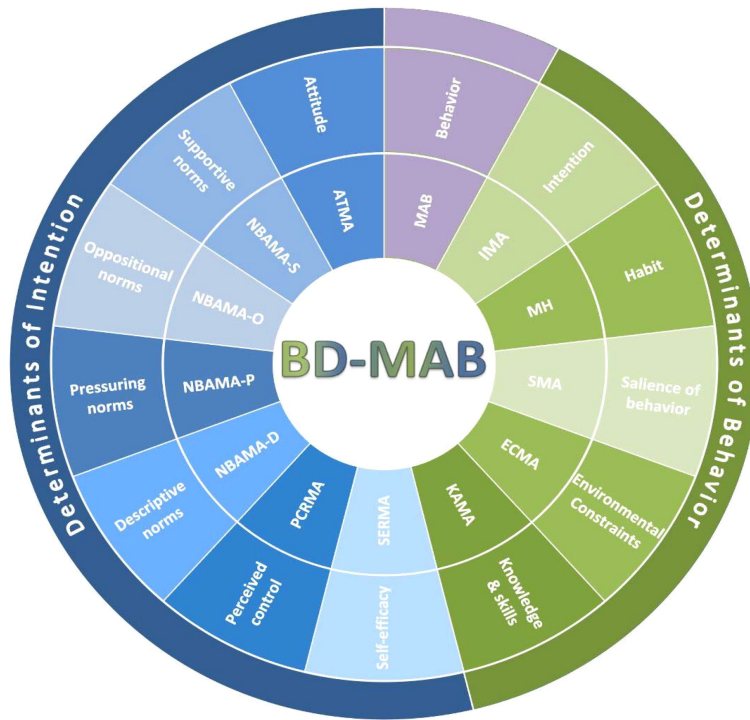 Determinants of Intention
Determinants of Behavior
BD-MAB
Behavior
MAB
Intention
IMA
Habit
MH
Salience of
behavior
SMA
Environmental
Constraints
ECMA
Knowledge
& skills
KAMA
Self-efficacy
SERMA
Perceived
control
PCRMA
Descriptive
norms
NBAMA-D
Pressuring
norms
NBAMA-P
Oppositional
norms
NBAMA-O
Supportive
norms
NBAMA-S
Attitude
ATMA